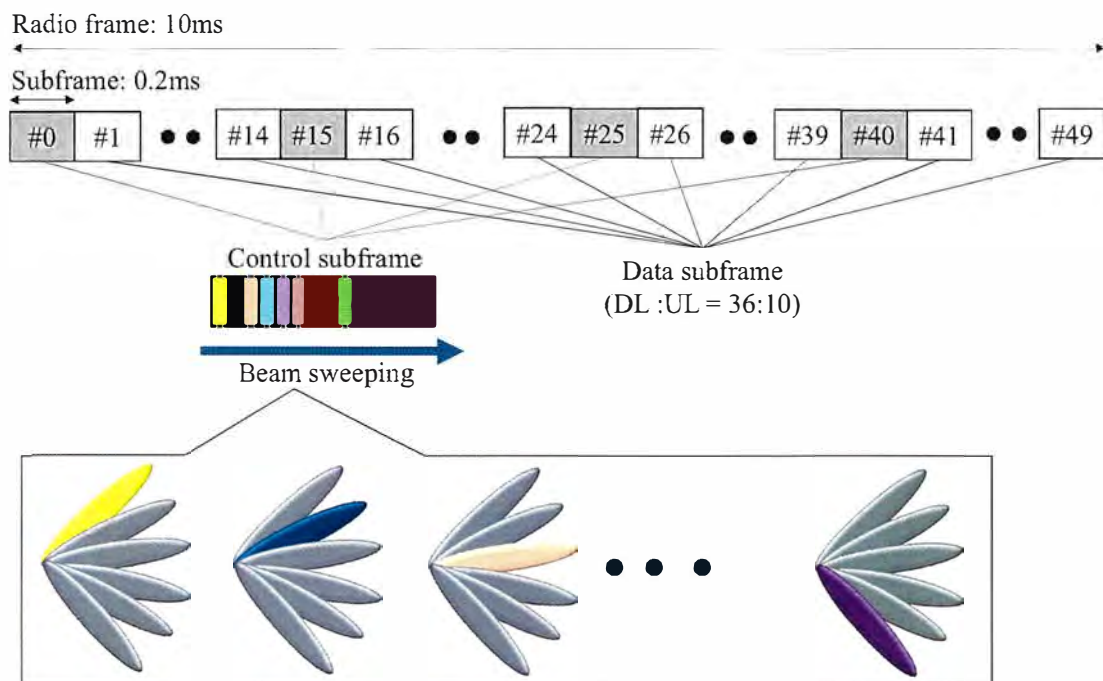 Radio frame: 10ms
Subframe: 0.2ms
#0 #1 #14 #15 #16 #24 #25 #26 #39 #40 #41 #49
Control subframe
Data subframe
(DL :UL = 36:10)
Beam sweeping